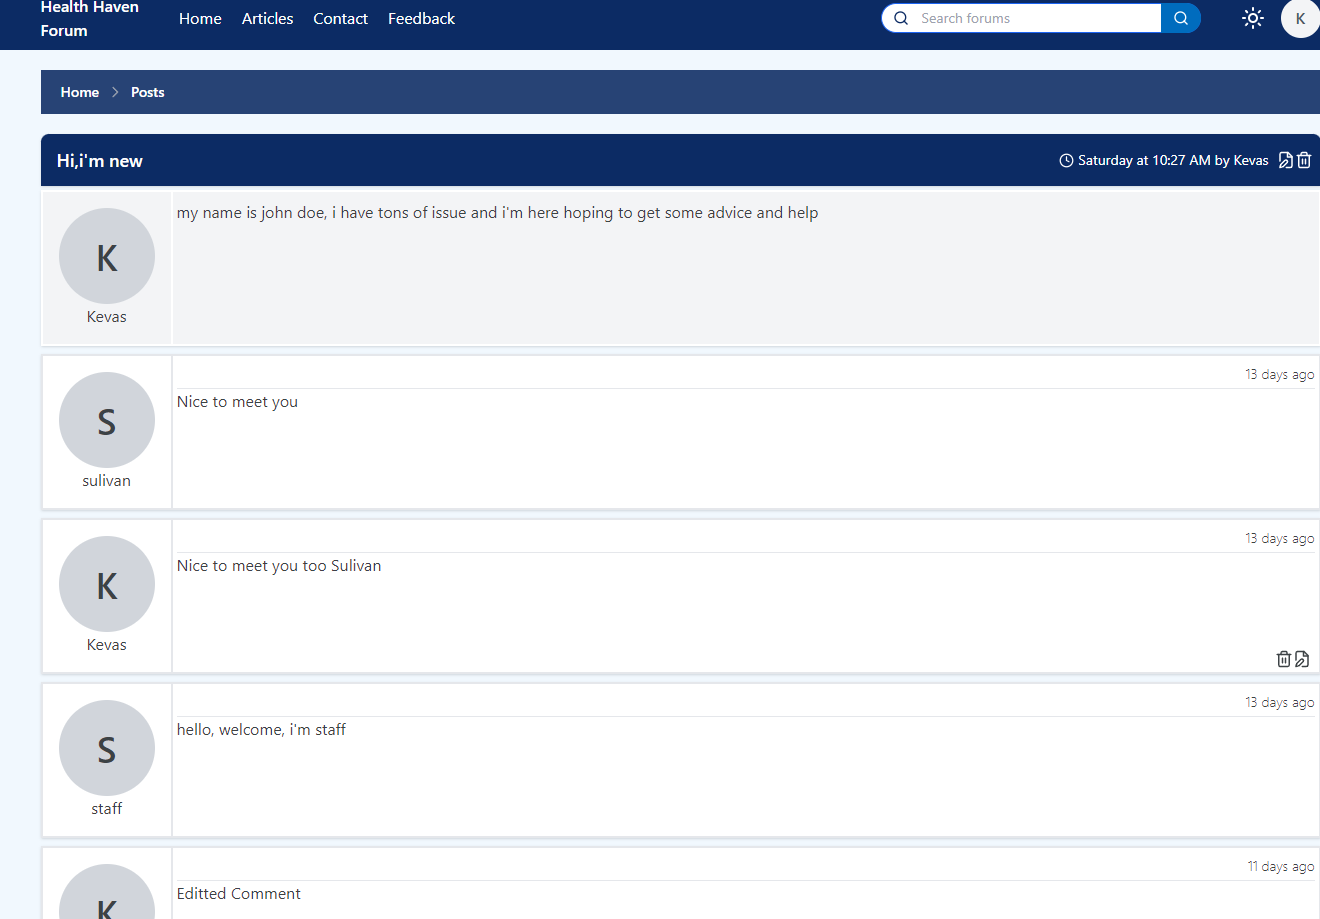 Health Haven
Forum
Home Articles Contact Feedback
Search forums
K
Home Posts
Hi,i'm new
Saturday at 10:27 AM by Kevas
K
Kevas
my name is john doe, i have tons of issue and i'm here hoping to get some advice and help
13 days ago
S
sulivan
Nice to meet you
13 days ago
K
Kevas
Nice to meet you too Sulivan
13 days ago
S
staff
hello, welcome, i'm staff
11 days ago
K
Editted Comment